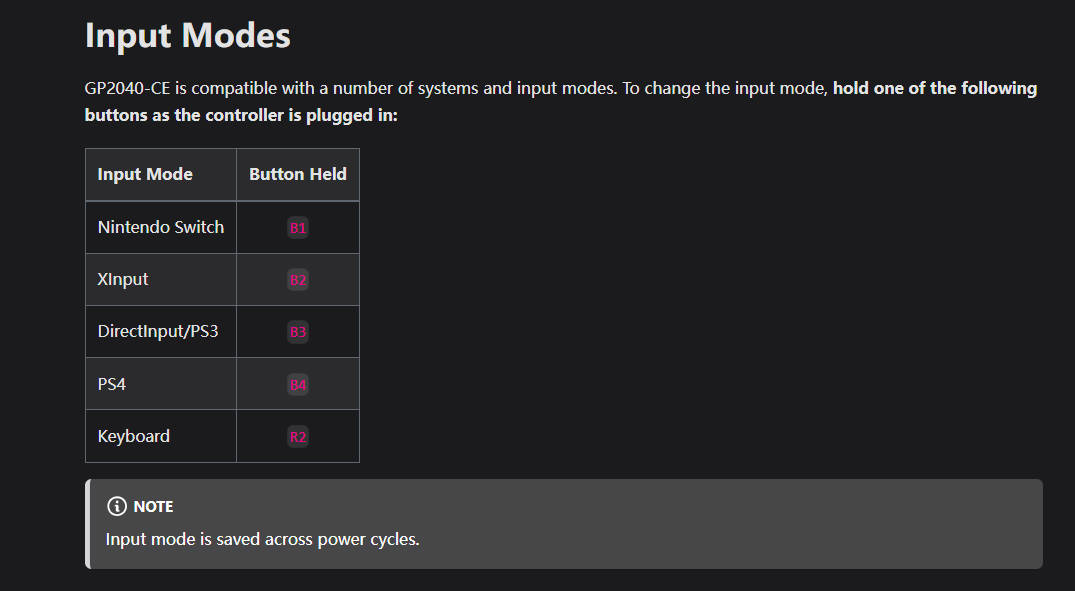 Input Modes
GP2040-CE is compatible with a number of systems and input modes. To change the input mode, hold one of the following
buttons as the controller is plugged in:
Input Mode Button Held
Nintendo Switch B1
XInput B2
DirectInput/PS3 B3
PS4 B4
Keyboard R2
NOTE
Input mode is saved across power cycles.